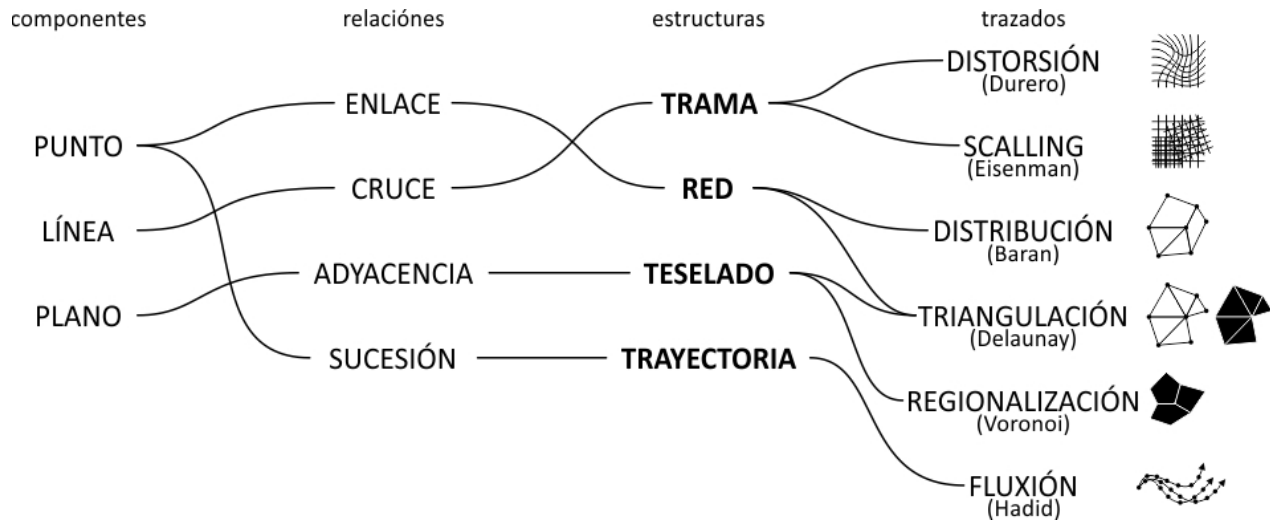 componentes
relaciónes
estructuras
trazados
PUNTO
LÍNEA
PLANO
ENLACE
CRUCE
ADYACENCIA
SUCESIÓN
TRAMA
RED
TESELADO
TRAYECTORIA
DISTORSIÓN
(Durero)
SCALLING
(Eisenman)
DISTRIBUCIÓN
(Baran)
TRIANGULACIÓN
(Delaunay)
REGIONALIZACIÓN
(Voronoi)
FLUXIÓN
(Hadid)